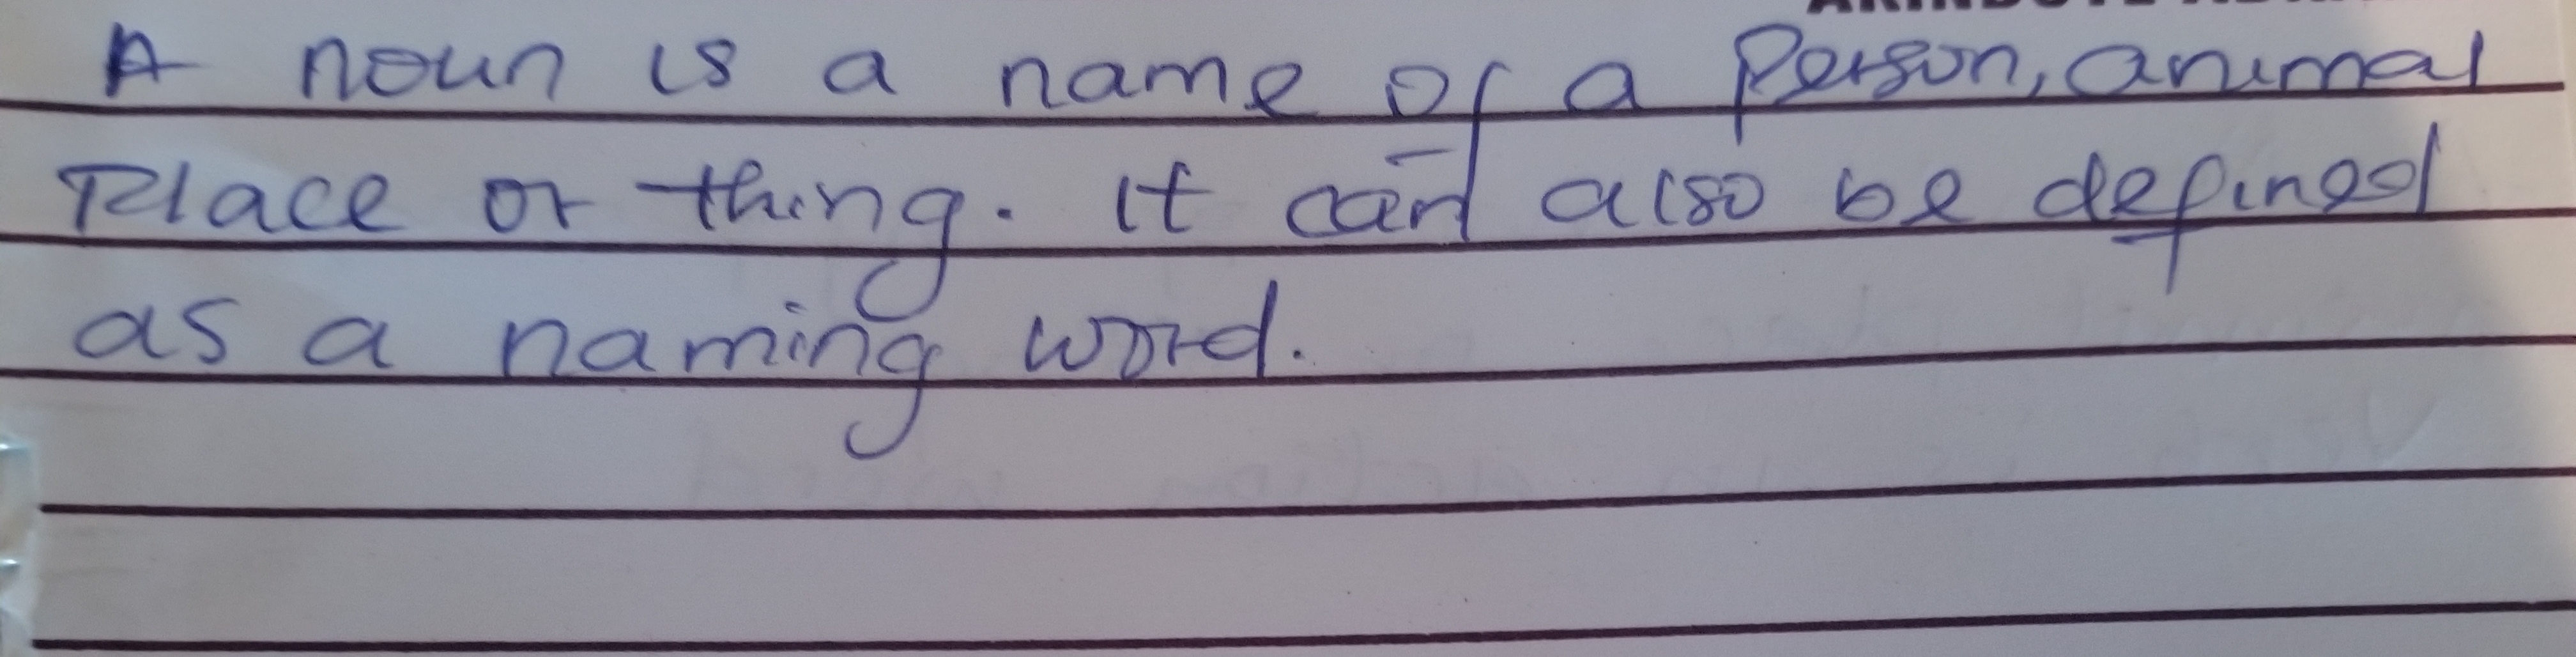 A noun is a name of a Person, animal
Place or thing. It can also be defined
as a naming word.